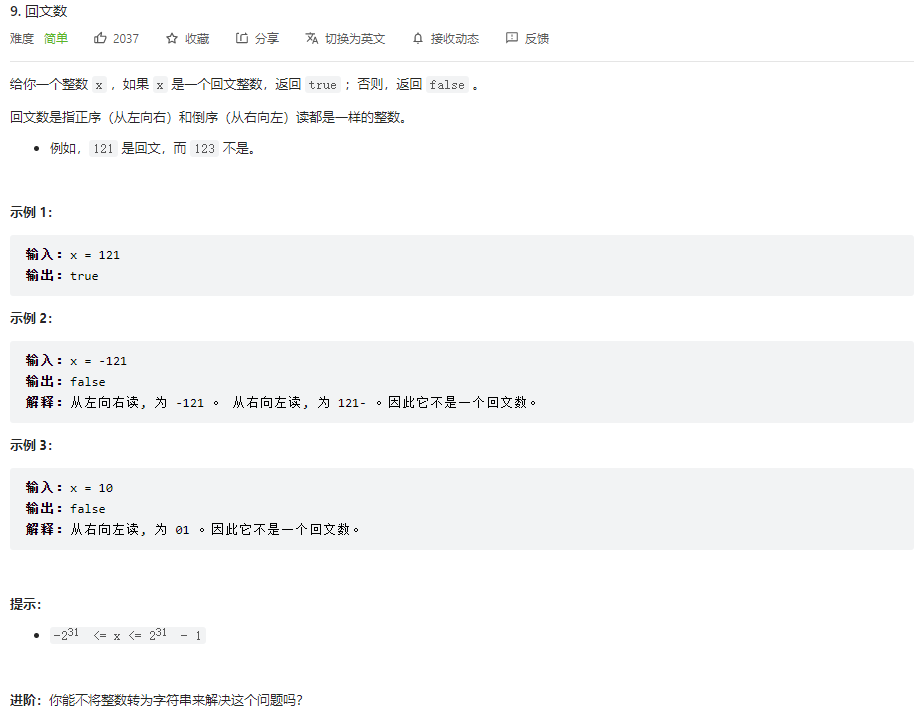 9. 回文数
难度 简单 2037 收藏 分享 切换为英文 接收动态 反馈
给你一个整数 x ，如果 x 是一个回文整数，返回 true ；否则，返回 false 。
回文数是指正序（从左向右）和倒序（从右向左）读都是一样的整数。
• 例如，121 是回文，而 123 不是。
示例 1：
输入：x = 121
输出：true
示例 2：
输入：x = -121
输出：false
解释：从左向右读, 为 -121 。 从右向左读, 为 121- 。因此它不是一个回文数。
示例 3：
输入：x = 10
输出：false
解释：从右向左读, 为 01 。因此它不是一个回文数。
提示：
• -2³¹ <= x <= 2³¹ - 1
进阶：你能不将整数转为字符串来解决这个问题吗？